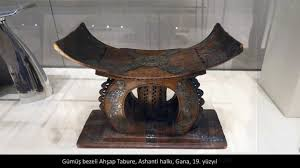 Gümüş bezeli Ahşap Tabure, Ashanti halkı, Gana, 19. yüzyıl